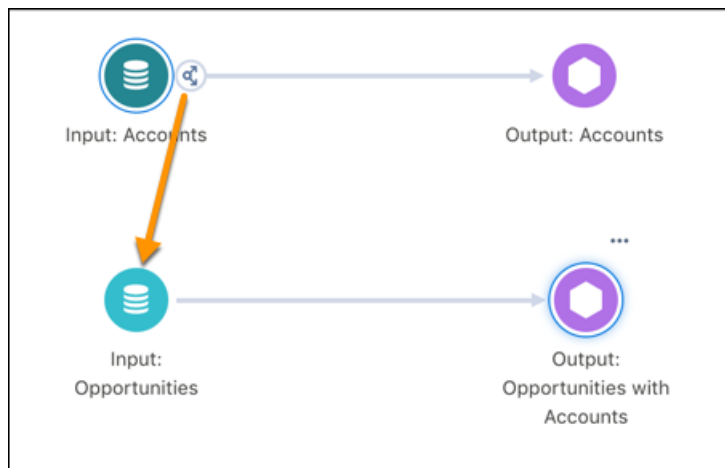 Input: Accounts
Output: Accounts
Input:
Opportunities
Output:
Opportunities with
Accounts